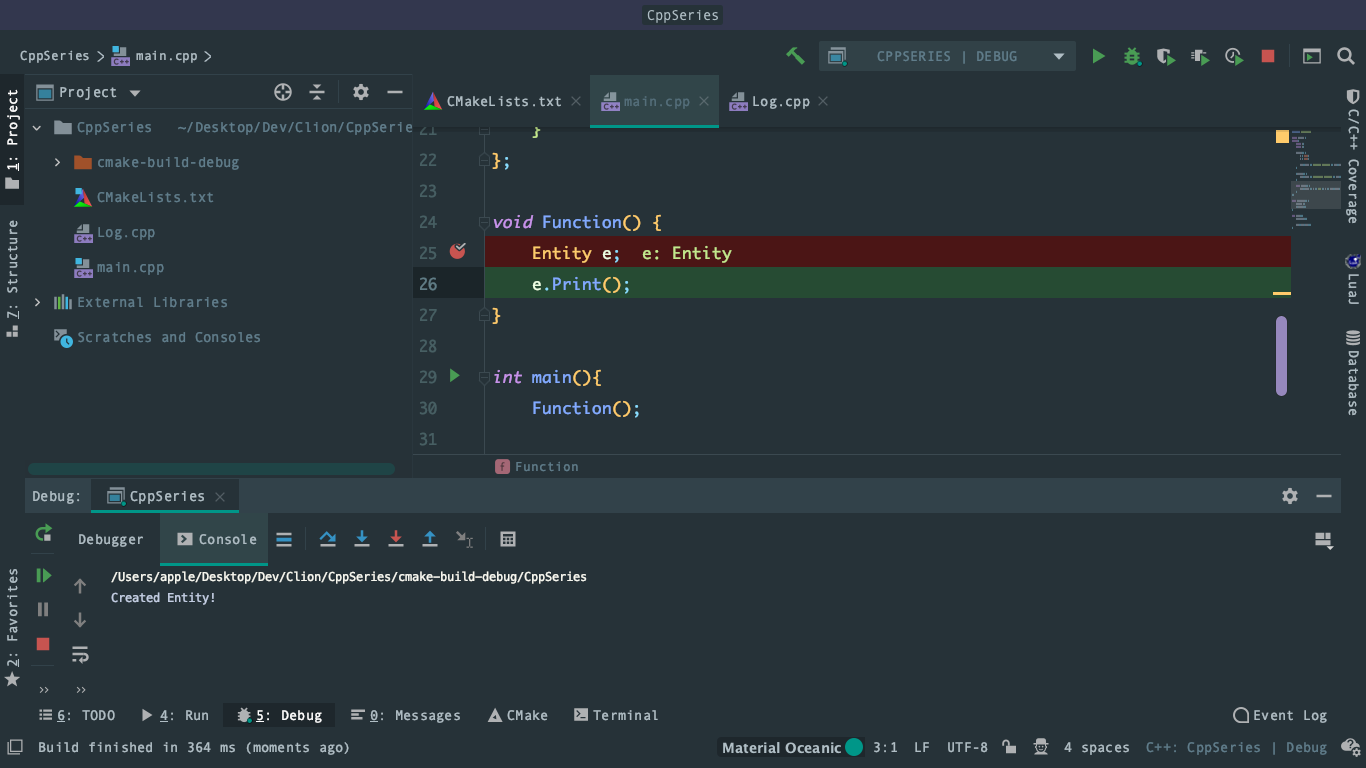 CppSeries
CppSeries > main.cpp >
CPPSERIES | DEBUG
1: Project
Z: Structure
2: Favorites
Project
CppSeries ~/Desktop/Dev/Clion/CppSerie
cmake-build-debug
CMakeLists.txt
Log.cpp
main.cpp
External Libraries
Scratches and Consoles
CMakeLists.txt
main.cpp
Log.cpp
21 }
22 };
23
24 void Function() {
25 Entity e; e: Entity
26 e.Print();
27 }
28
29 int main(){
30 Function();
31
f Function
C/C++ Coverage
LuaJ
Database
Debug: CppSeries
Debugger
Console
/Users/apple/Desktop/Dev/Clion/CppSeries/cmake-build-debug/CppSeries
Created Entity!
6: TODO
4: Run
5: Debug
0: Messages
CMake
Terminal
Event Log
Build finished in 364 ms (moments ago)
Material Oceanic
3:1
LF
UTF-8
4 spaces
C++: CppSeries | Debug